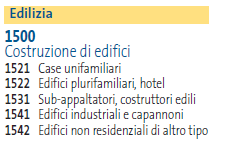 Edilizia
1500
Costruzione di edifici
1521 Case unifamiliari
1522 Edifici plurifamiliari, hotel
1531 Sub-appaltatori, costruttori edili
1541 Edifici industriali e capannoni
1542 Edifici non residenziali di altro tipo